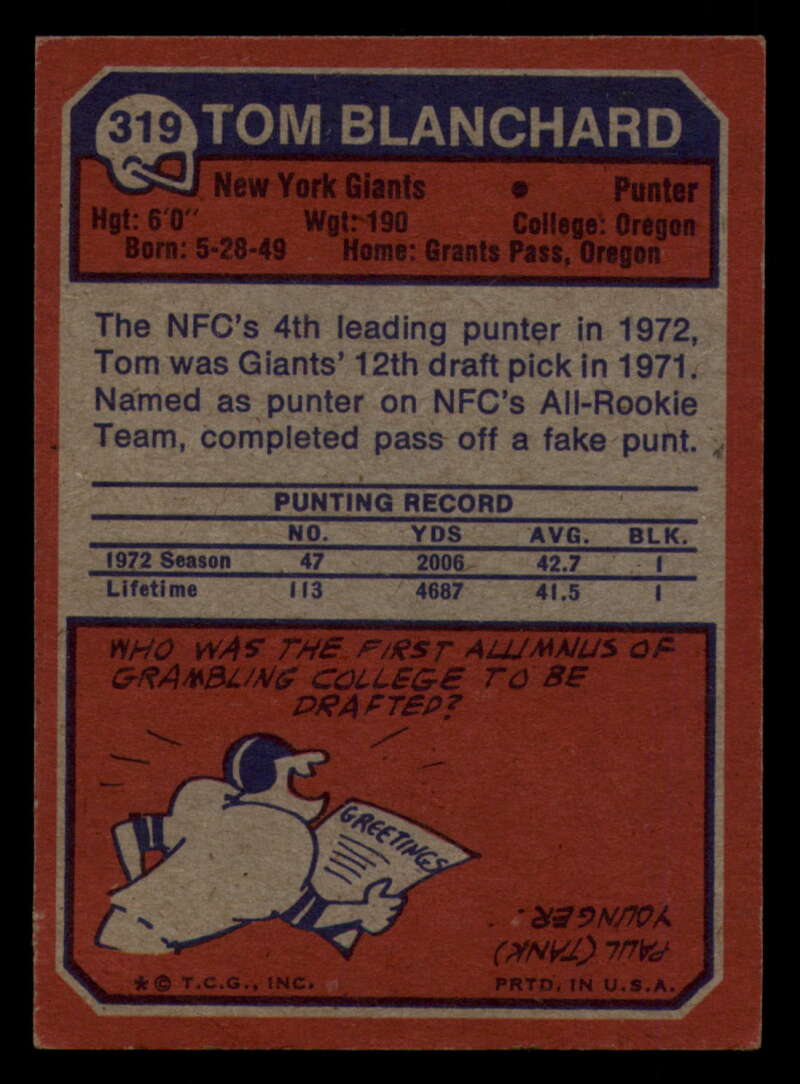 319 TOM BLANCHARD
New York Giants • Punter
Hgt: 6'0" Wgt: 190 College: Oregon
Born: 5-28-49 Home: Grants Pass, Oregon
The NFC's 4th leading punter in 1972,
Tom was Giants' 12th draft pick in 1971.
Named as punter on NFC's All-Rookie
Team, completed pass off a fake punt.
PUNTING RECORD
NO. YDS AVG. BLK.
1972 Season 47 2006 42.7 1
Lifetime 113 4687 41.5 1
WHO WAS THE FIRST ALUMNUS OF
GRAMBLING COLLEGE TO BE
DRAFTED?
GREETINGS
PAUL (TANK)
YOUNGER.
*© T.C.G., INC. PRTD. IN U.S.A.